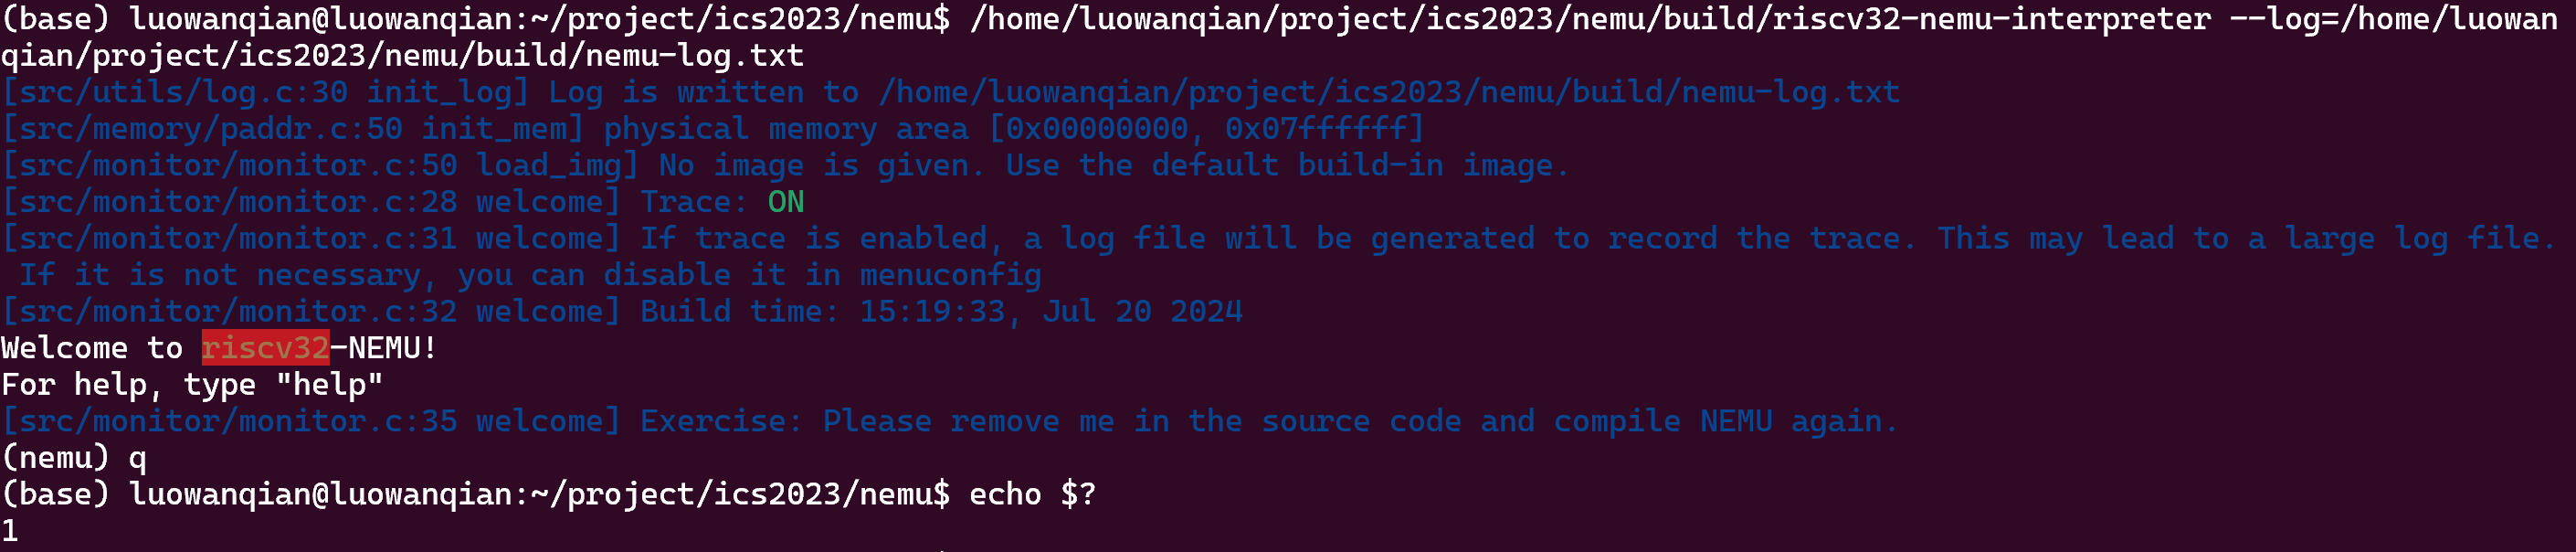 (base) luowanqian@luowanqian:~/project/ics2023/nemu$ /home/luowanqian/project/ics2023/nemu/build/riscv32-nemu-interpreter --log=/home/luowan
qian/project/ics2023/nemu/build/nemu-log.txt
[src/utils/log.c:30 init_log] Log is written to /home/luowanqian/project/ics2023/nemu/build/nemu-log.txt
[src/memory/paddr.c:50 init_mem] physical memory area [0x00000000, 0x07ffffff]
[src/monitor/monitor.c:50 load_img] No image is given. Use the default build-in image.
[src/monitor/monitor.c:28 welcome] Trace: ON
[src/monitor/monitor.c:31 welcome] If trace is enabled, a log file will be generated to record the trace. This may lead to a large log file.
 If it is not necessary, you can disable it in menuconfig
[src/monitor/monitor.c:32 welcome] Build time: 15:19:33, Jul 20 2024
Welcome to riscv32-NEMU!
For help, type "help"
[src/monitor/monitor.c:35 welcome] Exercise: Please remove me in the source code and compile NEMU again.
(nemu) q
(base) luowanqian@luowanqian:~/project/ics2023/nemu$ echo $?
1